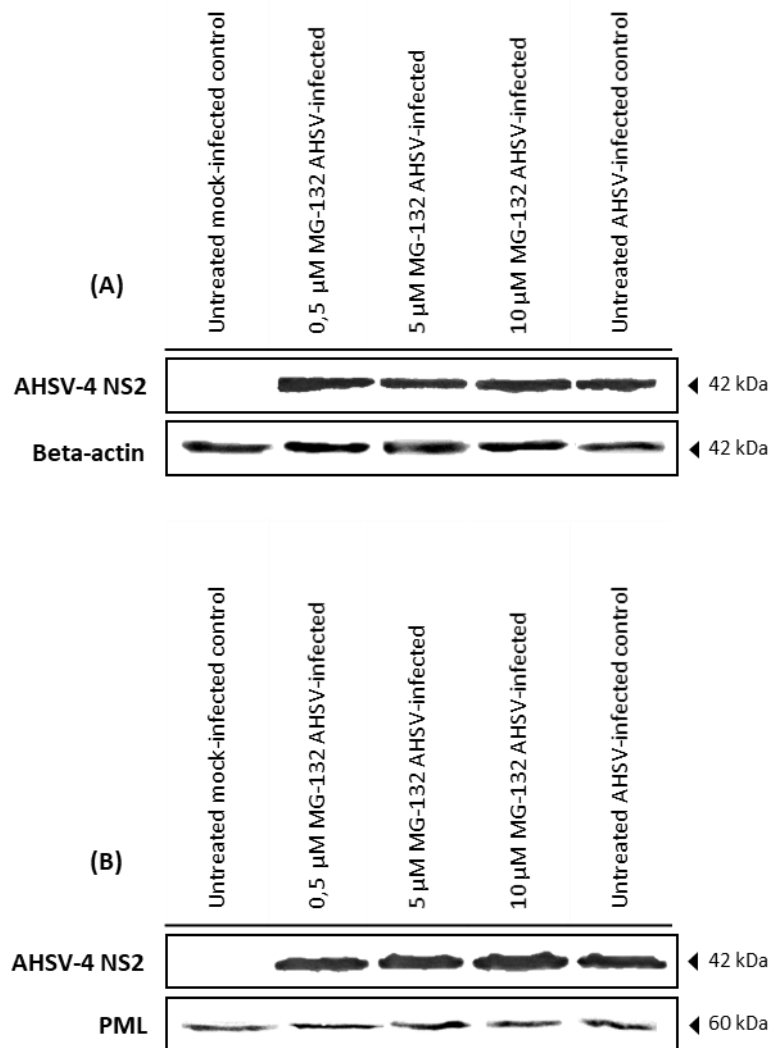 (A)
Untreated mock-infected control
0,5 µM MG-132 AHSV-infected
5 µM MG-132 AHSV-infected
10 µM MG-132 AHSV-infected
Untreated AHSV-infected control
AHSV-4 NS2
42 kDa
Beta-actin
42 kDa
(B)
Untreated mock-infected control
0,5 µM MG-132 AHSV-infected
5 µM MG-132 AHSV-infected
10 µM MG-132 AHSV-infected
Untreated AHSV-infected control
AHSV-4 NS2
42 kDa
PML
60 kDa